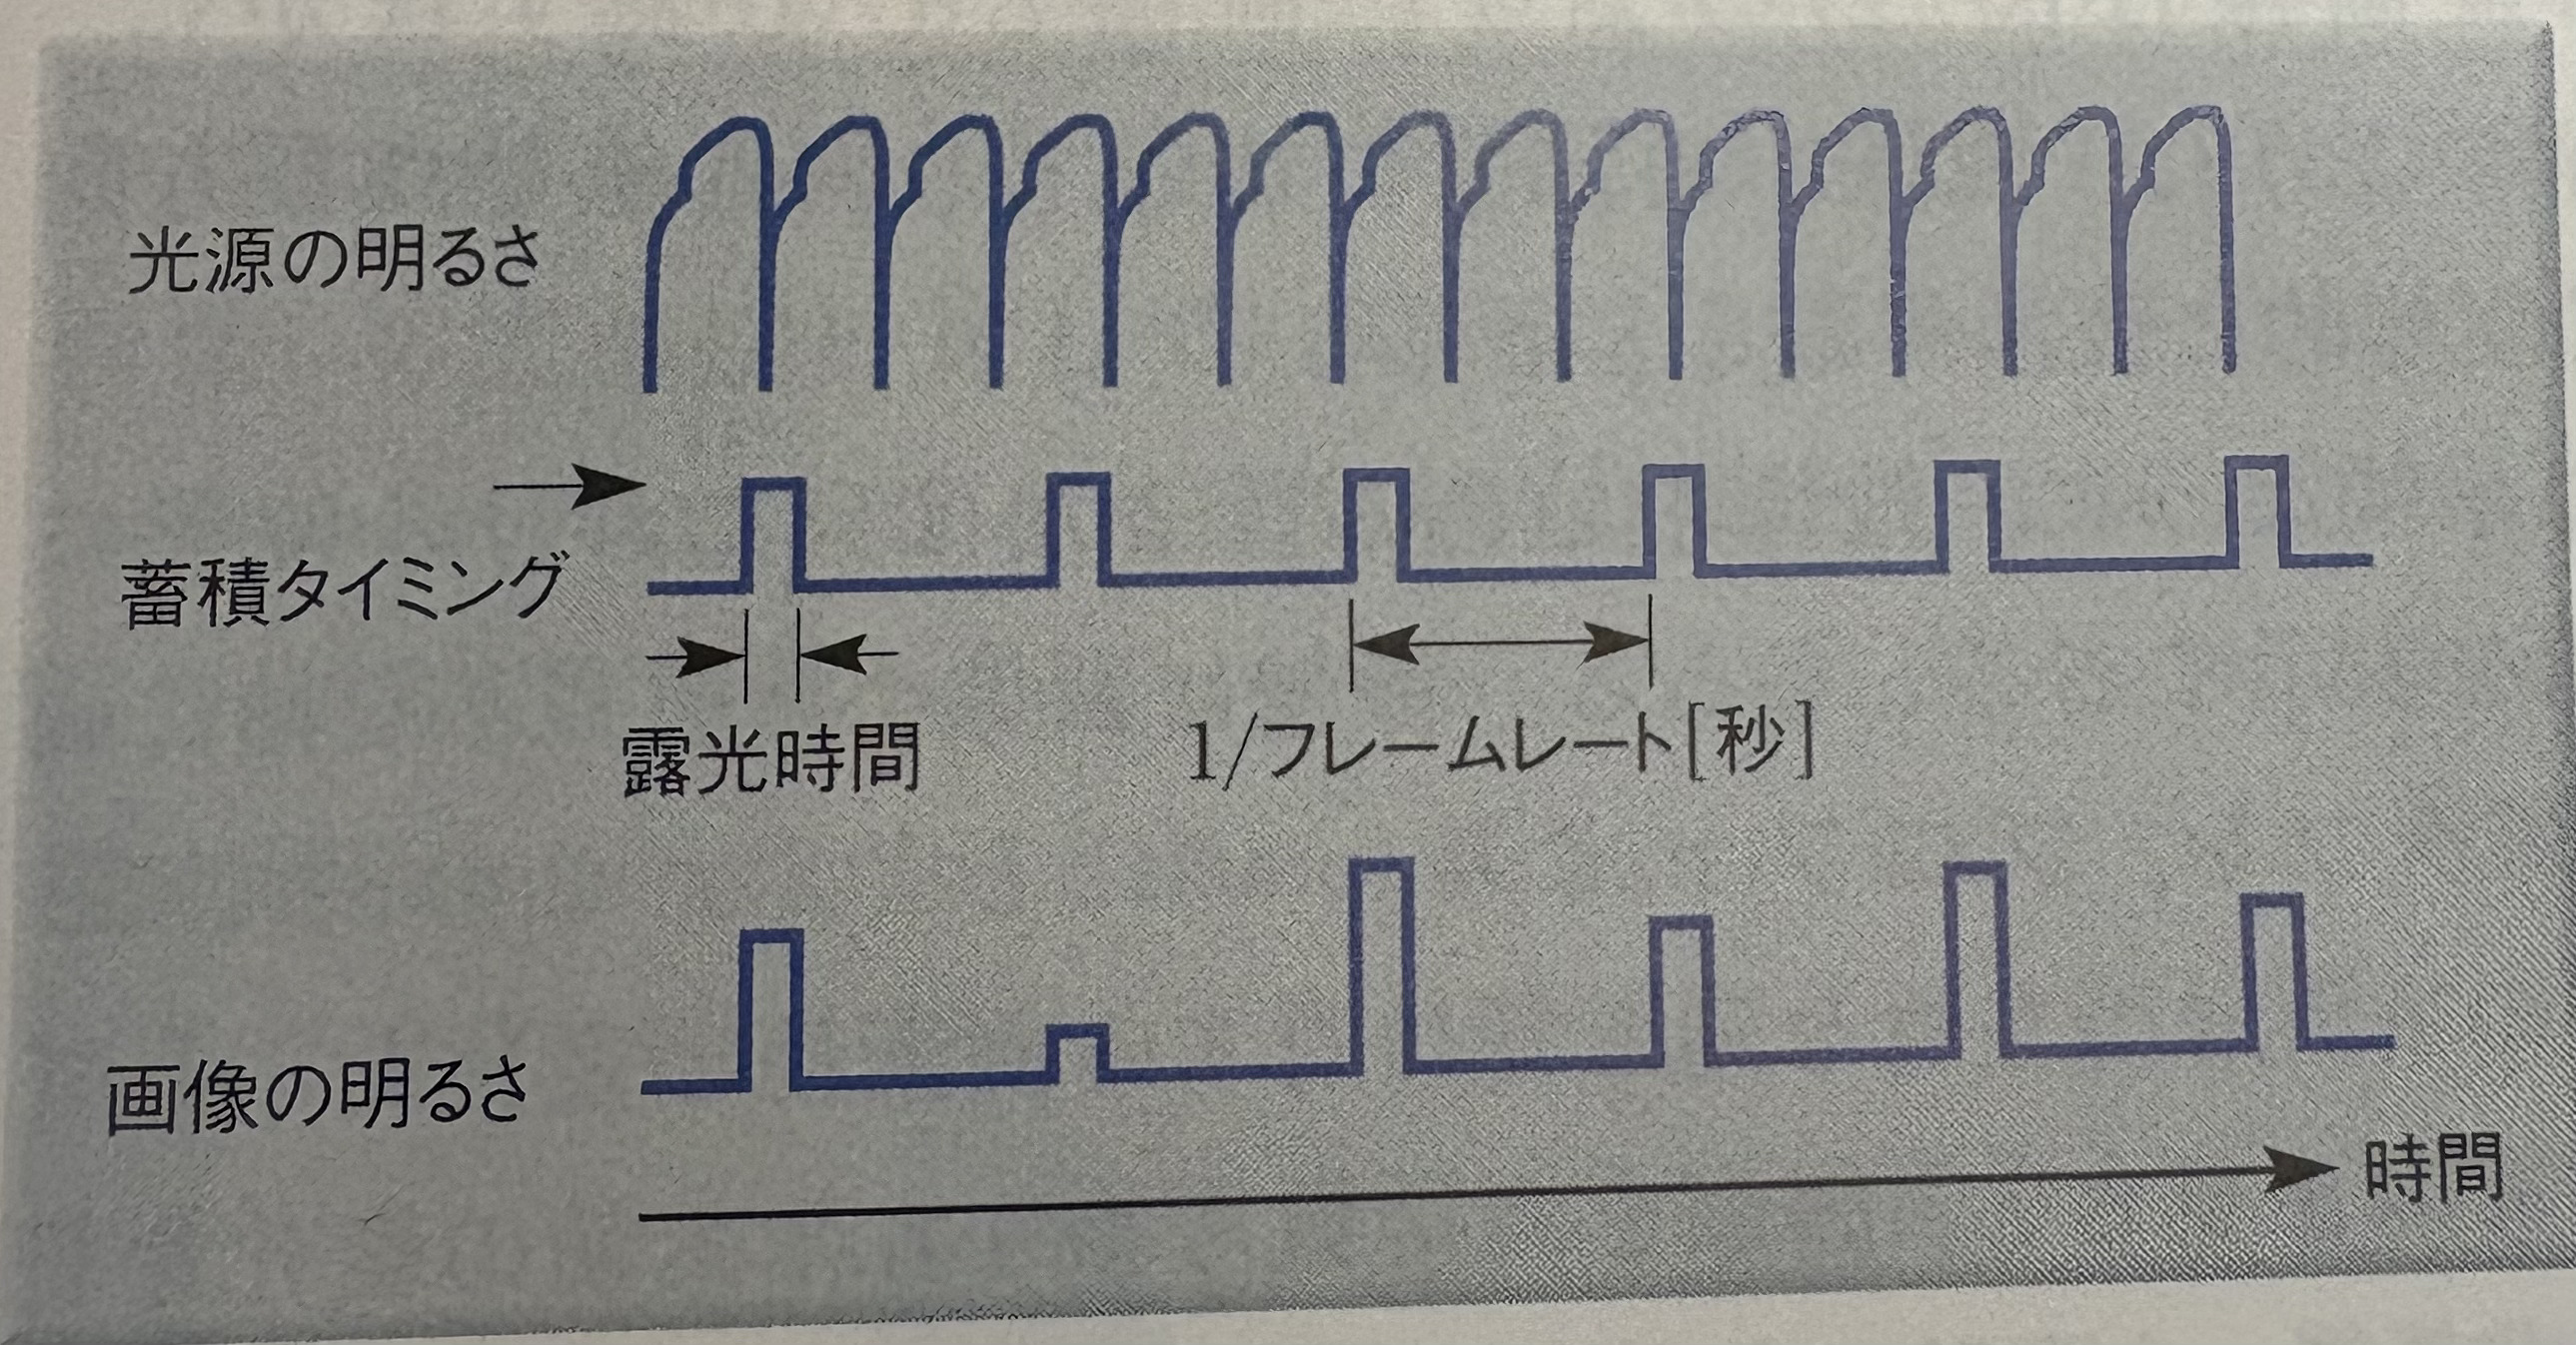 光源の明るさ
蓄積タイミング
露光時間
1/フレームレート[秒]
画像の明るさ
時間